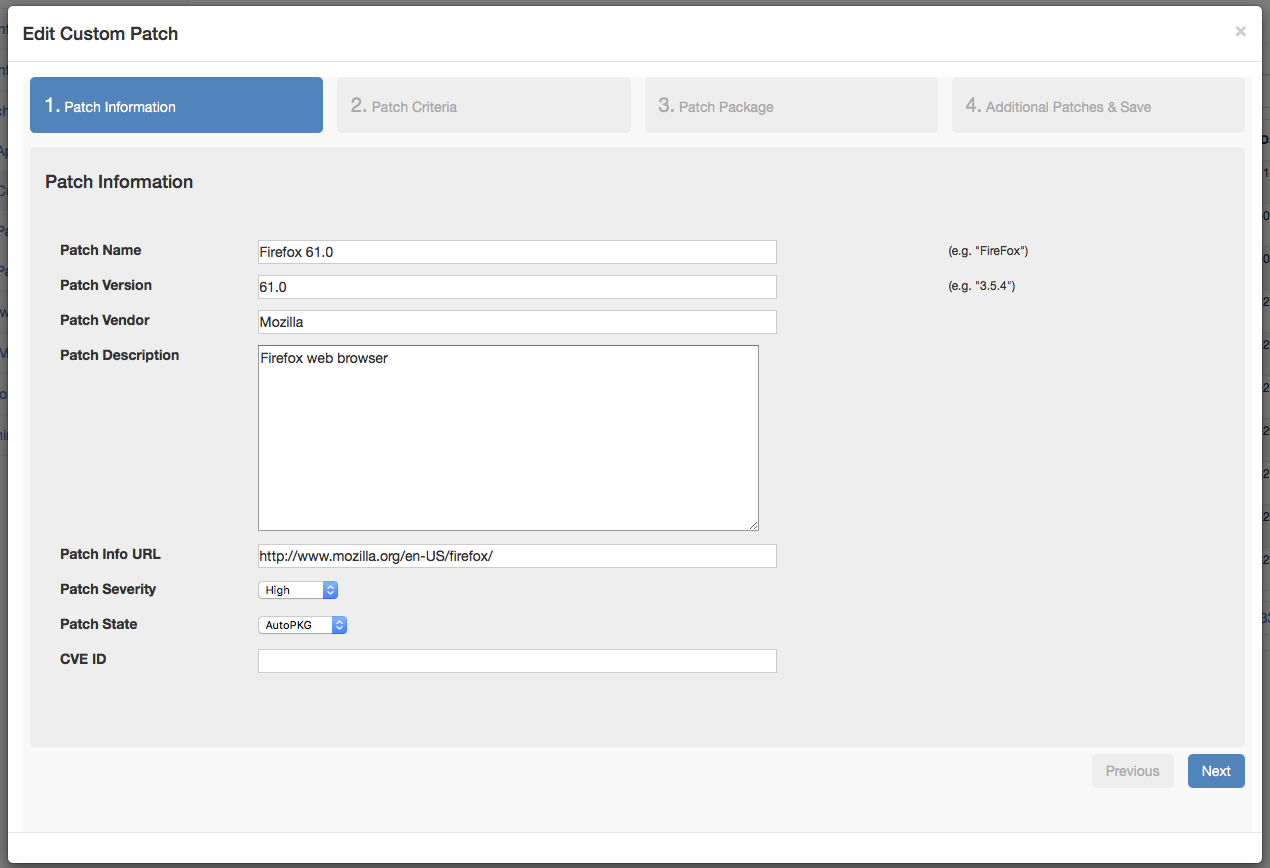 Edit Custom Patch
×
1. Patch Information
2. Patch Criteria
3. Patch Package
4. Additional Patches & Save
Patch Information
Patch Name
Firefox 61.0
(e.g. "FireFox")
Patch Version
61.0
(e.g. "3.5.4")
Patch Vendor
Mozilla
Patch Description
Firefox web browser
Patch Info URL
http://www.mozilla.org/en-US/firefox/
Patch Severity
High
Patch State
AutoPKG
CVE ID
Previous
Next